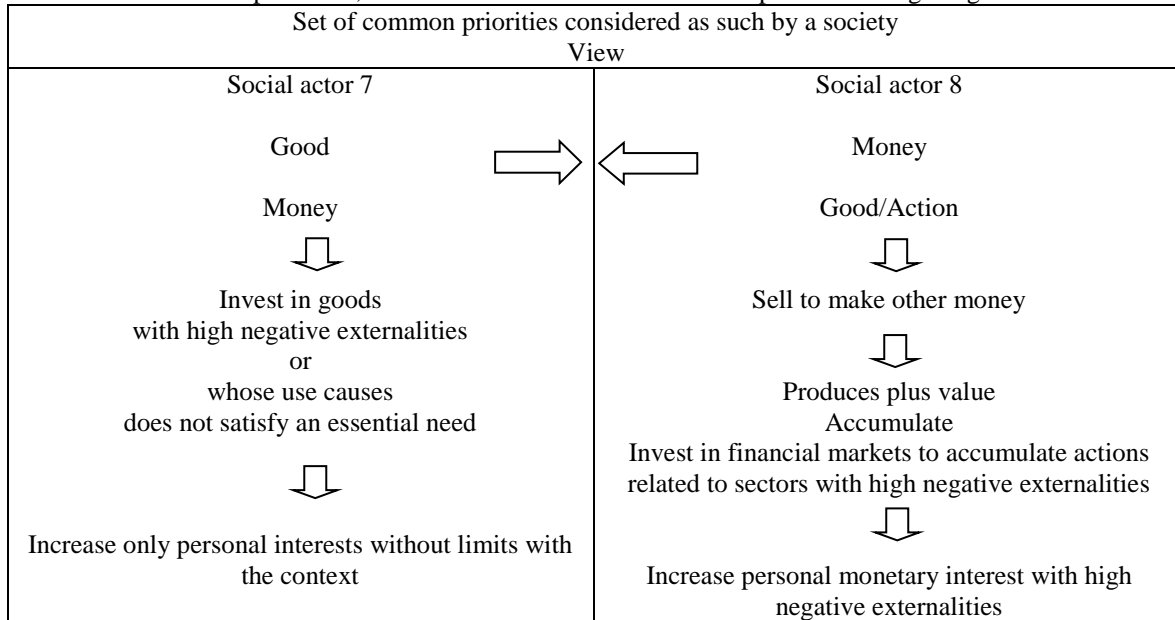 Set of common priorities considered as such by a society
View
Social actor 7
Good
Money
Invest in goods
with high negative externalities
or
whose use causes
does not satisfy an essential need
Increase only personal interests without limits with
the context
Social actor 8
Money
Good/Action
Sell to make other money
Produces plus value
Accumulate
Invest in financial markets to accumulate actions
related to sectors with high negative externalities
Increase personal monetary interest with high
negative externalities